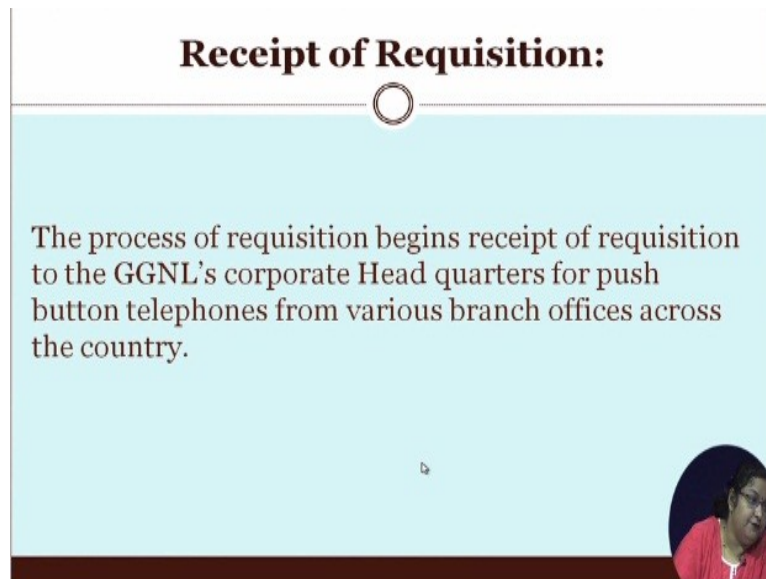 Receipt of Requisition:
The process of requisition begins receipt of requisition
to the GGNL's corporate Head quarters for push
button telephones from various branch offices across
the country.